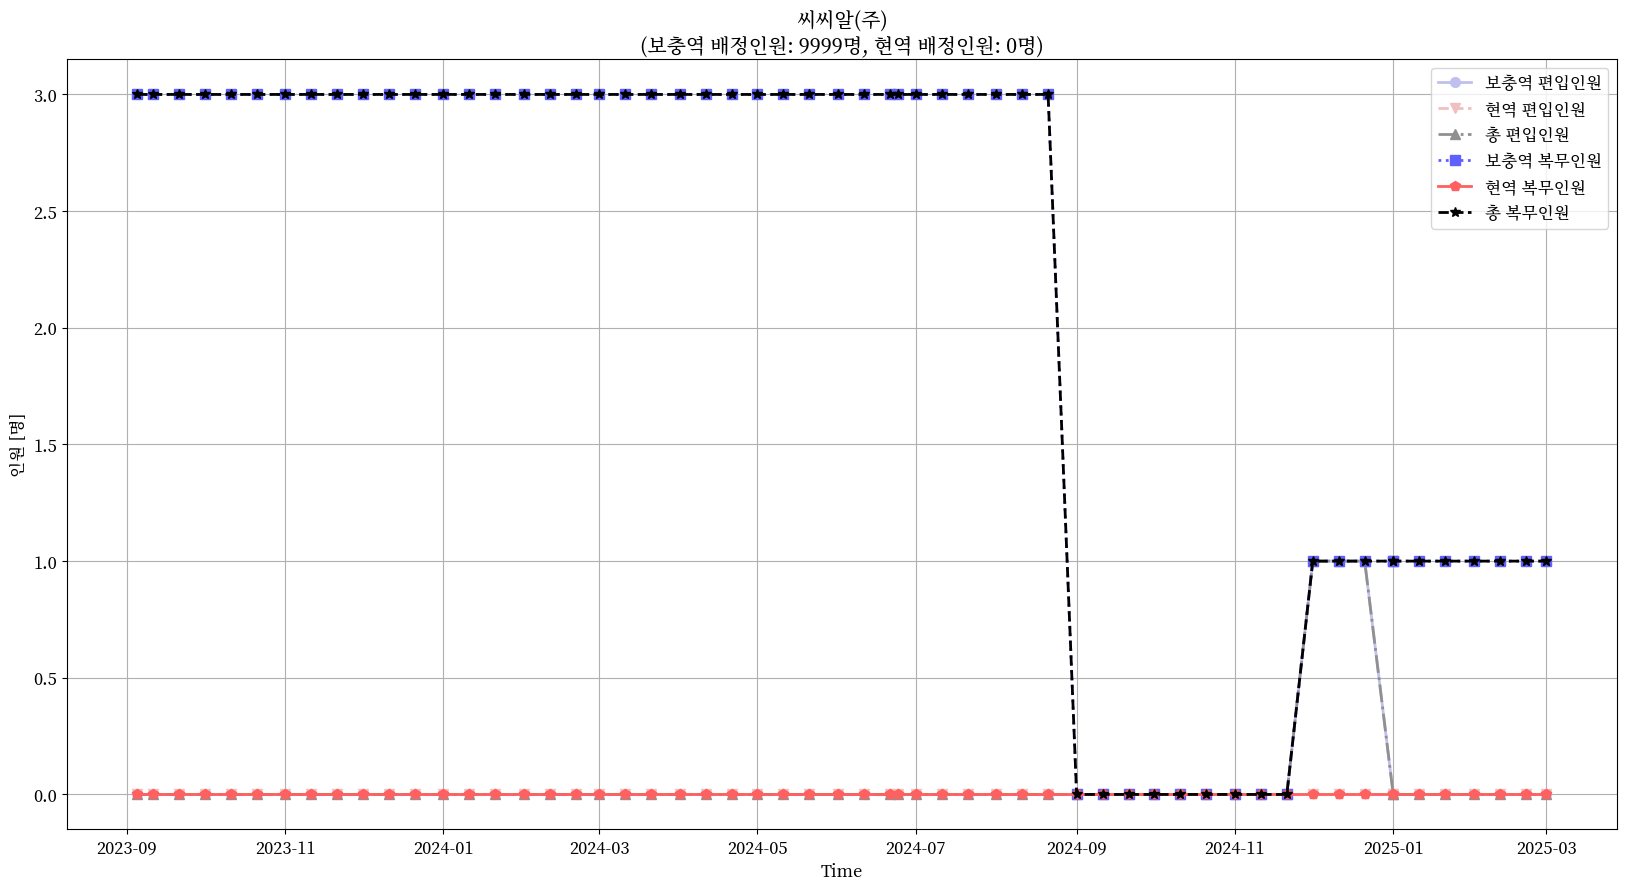 씨씨알(주)
(보충역 배정인원: 9999명, 현역 배정인원: 0명)
보충역 편입인원
현역 편입인원
총 편입인원
보충역 복무인원
현역 복무인원
총 복무인원
인원 [명]
3.0
2.5
2.0
1.5
1.0
0.5
0.0
2023-09 2023-11 2024-01 2024-03 2024-05 2024-07 2024-09 2024-11 2025-01 2025-03
Time